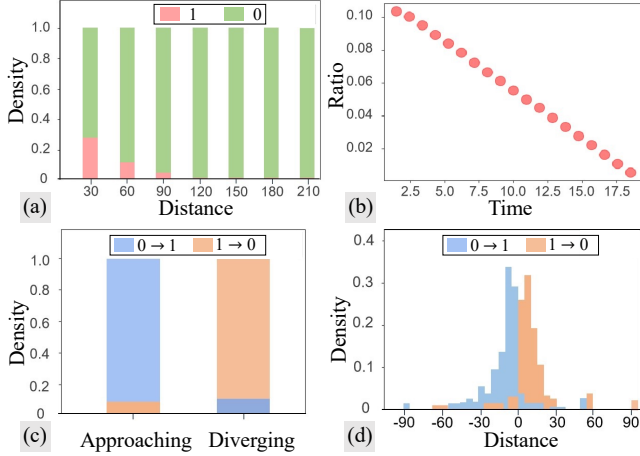 1 0
1.0
0.8
0.6
0.4
0.2
0
Density
30 60 90 120 150 180 210
Distance
(a)
0.10
0.08
0.06
0.04
0.02
Ratio
2.5 5.0 7.5 10.0 12.5 15.0 17.5
Time
(b)
0 → 1 1 → 0
1.0
0.8
0.6
0.4
0.2
0
Density
Approaching Diverging
(c)
0 → 1 1 → 0
0.4
0.3
0.2
0.1
0
Density
-90 -60 -30 0 30 60 90
Distance
(d)